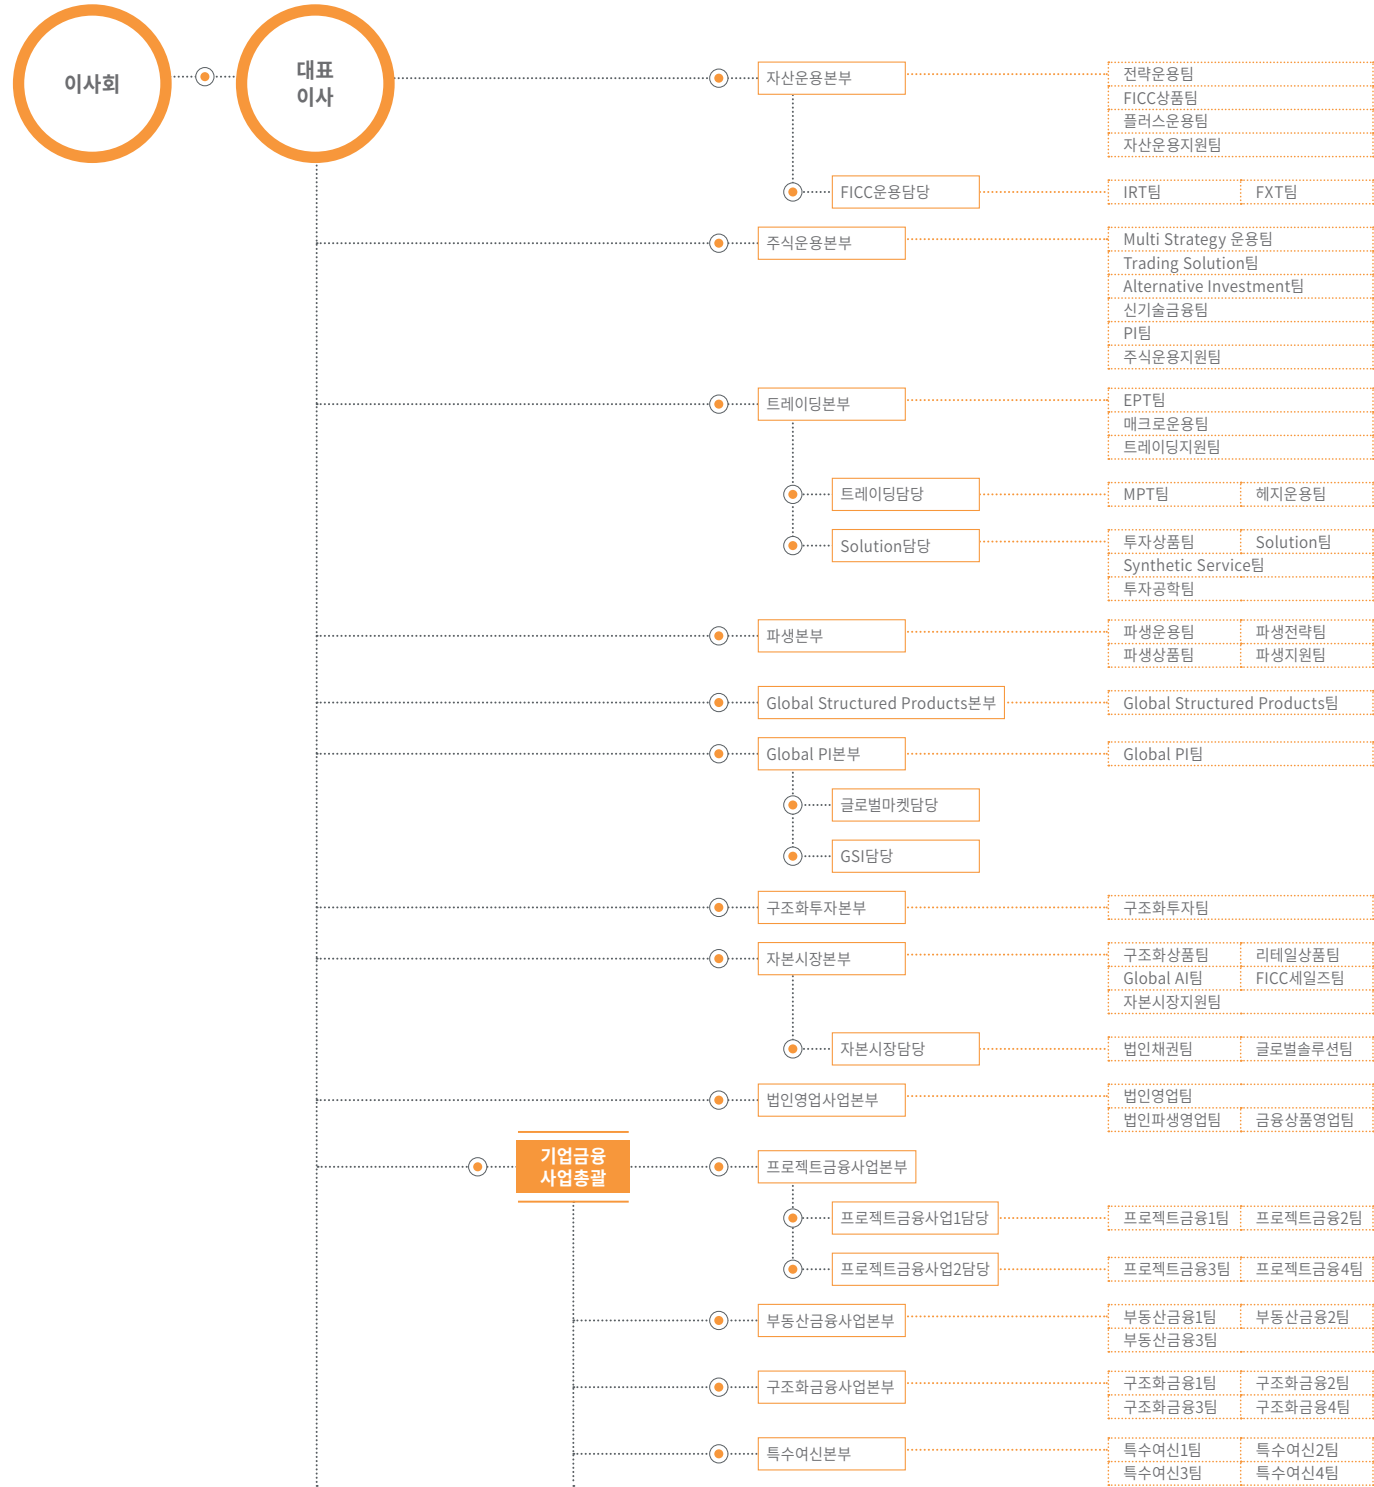 이사회
대표
이사
자산운용본부
전략운용팀
FICC상품팀
플러스운용팀
자산운용지원팀
FICC운용담당
IRT팀 FXT팀
주식운용본부
Multi Strategy 운용팀
Trading Solution팀
Alternative Investment팀
신기술금융팀
PI팀
주식운용지원팀
트레이딩본부
EPT팀
매크로운용팀
트레이딩지원팀
트레이딩담당
MPT팀 헤지운용팀
Solution담당
투자상품팀 Solution팀
Synthetic Service팀
투자공학팀
파생본부
파생운용팀 파생전략팀
파생상품팀 파생지원팀
Global Structured Products본부
Global Structured Products팀
Global PI본부
Global PI팀
글로벌마켓담당
GSI담당
구조화투자본부
구조화투자팀
자본시장본부
구조화상품팀 리테일상품팀
Global AI팀 FICC세일즈팀
자본시장지원팀
자본시장담당
법인채권팀 글로벌솔루션팀
법인영업사업본부
법인영업팀
법인파생영업팀 금융상품영업팀
기업금융
사업총괄
프로젝트금융사업본부
프로젝트금융사업1담당
프로젝트금융1팀 프로젝트금융2팀
프로젝트금융사업2담당
프로젝트금융3팀 프로젝트금융4팀
부동산금융사업본부
부동산금융1팀 부동산금융2팀
부동산금융3팀
구조화금융사업본부
구조화금융1팀 구조화금융2팀
구조화금융3팀 구조화금융4팀
특수여신본부
특수여신1팀 특수여신2팀
특수여신3팀 특수여신4팀